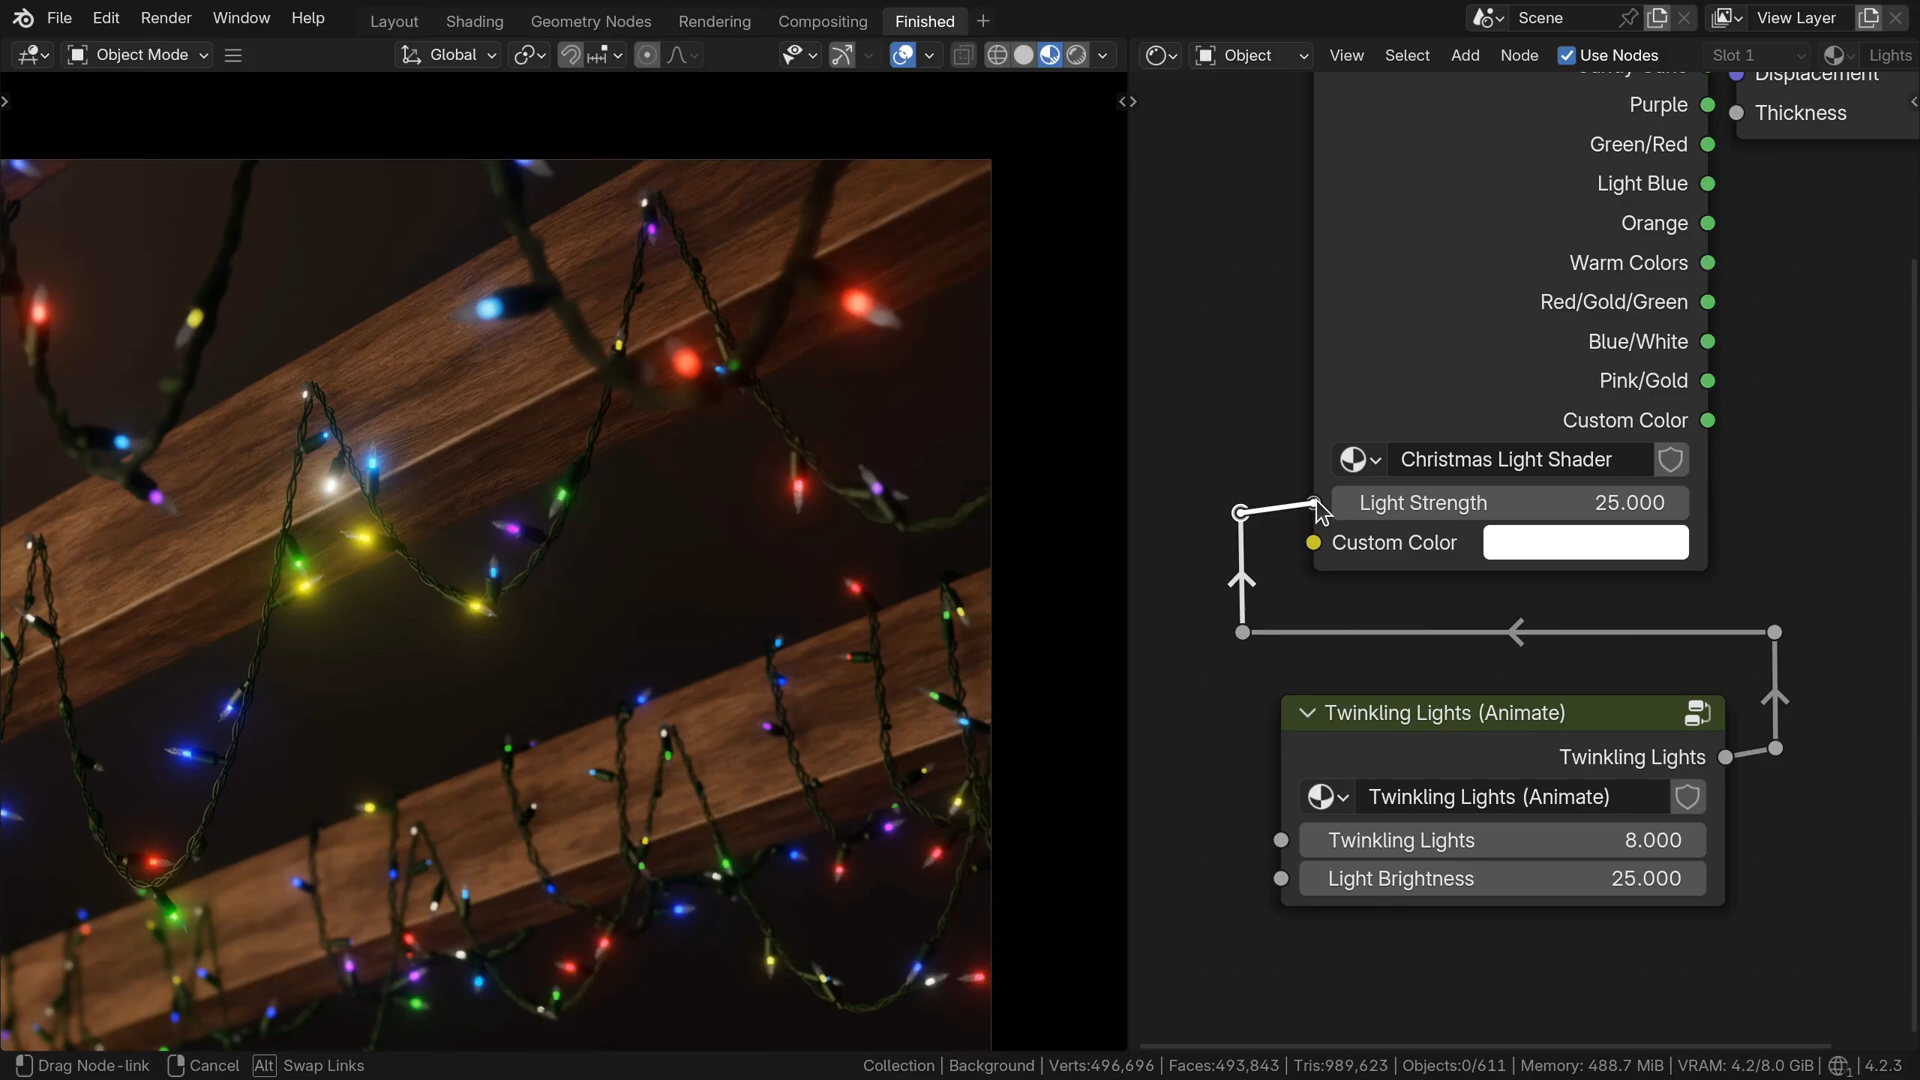 File Edit Render Window Help
Layout Shading Geometry Nodes Rendering Compositing Finished
Scene View Layer
Object Mode Global
Object View Select Add Node Use Nodes Slot 1 Lights
Displacement
Thickness
Purple
Green/Red
Light Blue
Orange
Warm Colors
Red/Gold/Green
Blue/White
Pink/Gold
Custom Color
Christmas Light Shader
Light Strength 25.000
Custom Color
Twinkling Lights (Animate)
Twinkling Lights
Twinkling Lights (Animate)
Twinkling Lights 8.000
Light Brightness 25.000
Drag Node-link Cancel Alt Swap Links
Collection | Background | Verts:496,696 | Faces:493,843 | Tris:989,623 | Objects:0/611 | Memory: 488.7 MiB | VRAM: 4.2/8.0 GiB | 4.2.3